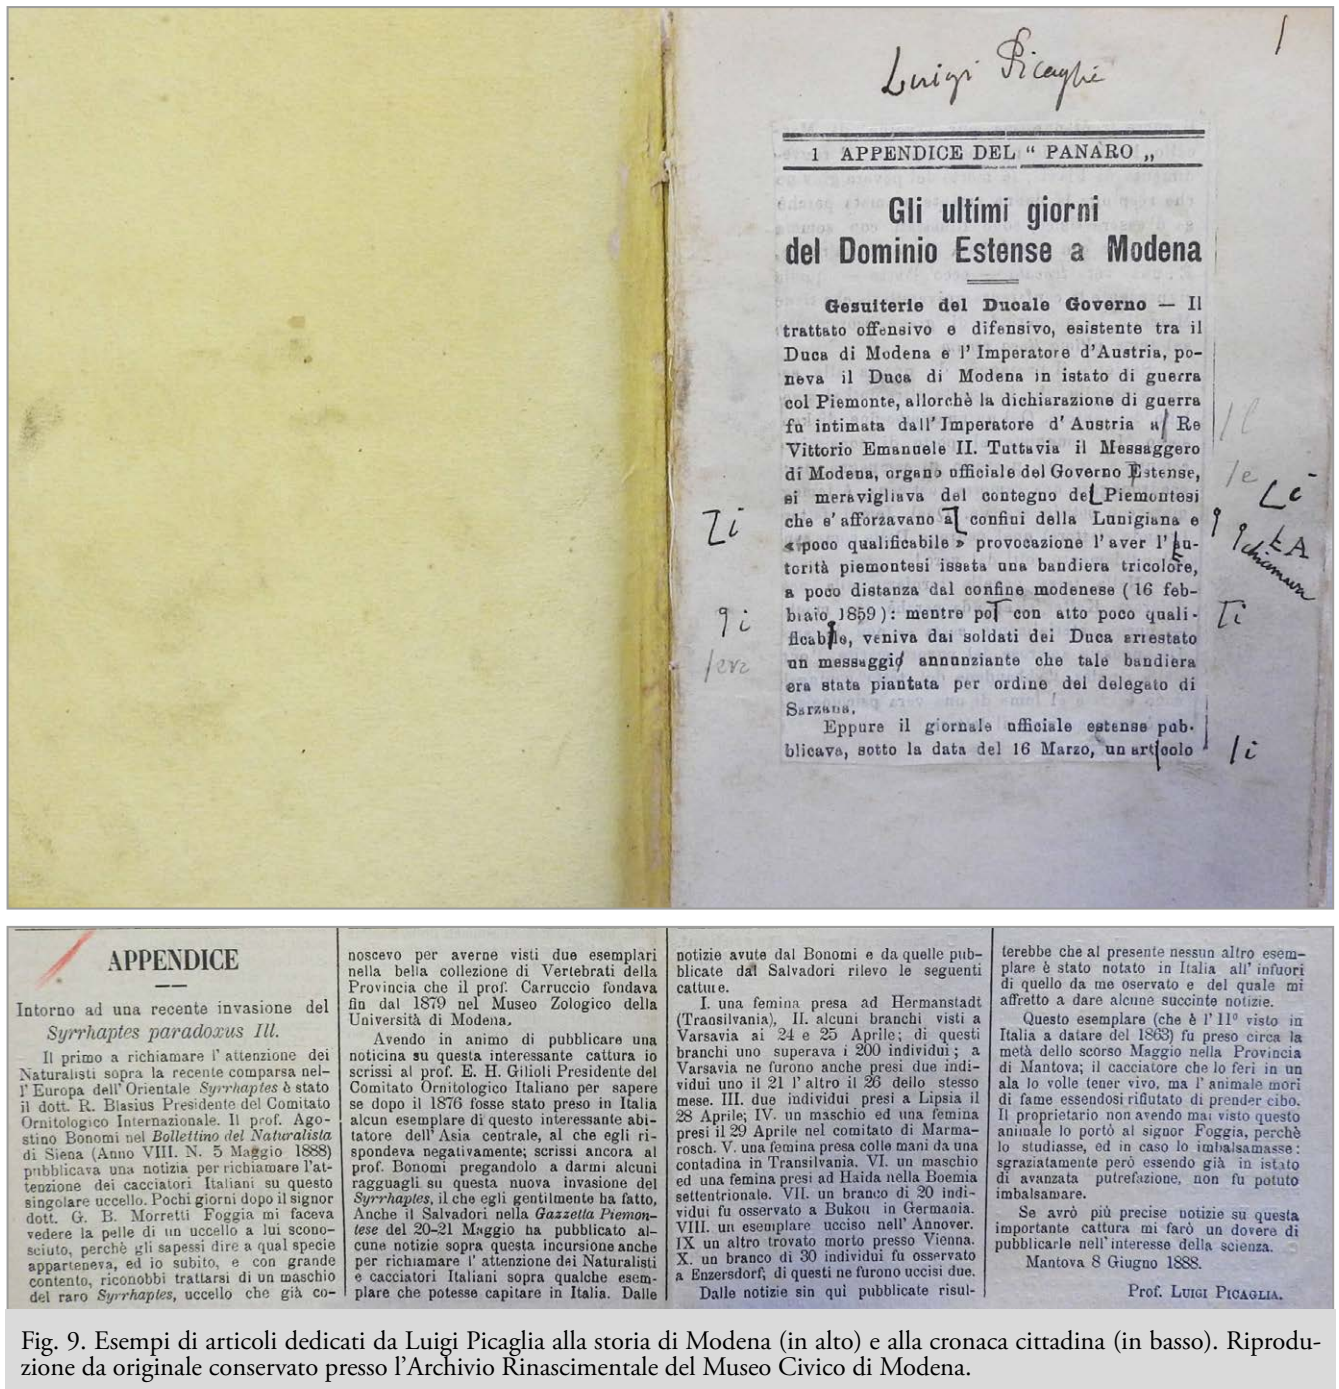 Luigi Picaglia
1 APPENDICE DEL “ PANARO „
Gli ultimi giorni
del Dominio Estense a Modena
Gesuiterie del Ducale Governo — Il
trattato offensivo e difensivo, esistente tra il
Duca di Modena e l' Imperatore d'Austria, po-
neva il Duca di Modena in istato di guerra
col Piemonte, allorchè la dichiarazione di guerra
fu intimata dall' Imperatore d' Austria a Re
Vittorio Emanuele II. Tuttavia il Messaggero
di Modena, organo officiale del Governo Estense,
si meravigliava del contegno de Piemontesi
che s' afforzavano a confini della Lunigiana e
« poco qualificabile » provocazione l' aver l' au-
torità piemontesi issata una bandiera tricolore,
a poco distanza dal confine modenese ( 16 feb-
braio 1859 ) : mentre poi con atto poco quali-
ficabile, veniva dai soldati dei Duca arrestato
un messaggio annunziante che tale bandiera
era stata piantata per ordine del delegato di
Sarzana.
Eppure il giornale officiale estense pub-
blicava, sotto la data del 16 Marzo, un articolo
i
i
i
e
i
chiamava
i
i
APPENDICE
Intorno ad una recente invasione del
Syrrhaptes paradoxus Ill.
Il primo a richiamare l' attenzione dei
Naturalisti sopra la recente comparsa nel-
l' Europa dell' Orientale Syrrhaptes è stato
il dott. R. Blasius Presidente del Comitato
Ornitologico Internazionale. Il prof. Ago-
stino Bonomi nel Bollettino del Naturalista
di Siena (Anno VIII. N. 5 Maggio 1888)
pubblicava una notizia per richiamare l'at-
tenzione dei cacciatori Italiani su questo
singolare uccello. Pochi giorni dopo il signor
dott. G. B. Morretti Foggia mi faceva
vedere la pelle di un uccello a lui scono-
sciuto, perchè gli sapessi dire a qual specie
apparteneva, ed io subito, e con grande
contento, riconobbi trattarsi di un maschio
del raro Syrrhaptes, uccello che già co-
noscevo per averne visti due esemplari
nella bella collezione di Vertebrati della
Provincia che il prof. Carruccio fondava
fin dal 1879 nel Museo Zologico della
Università di Modena.
Avendo in animo di pubblicare una
noticina su questa interessante cattura io
scrissi al prof. E. H. Gilioli Presidente del
Comitato Ornitologico Italiano per sapere
se dopo il 1876 fosse stato preso in Italia
alcun esemplare di questo interessante abi-
tatore dell' Asia centrale, al che egli ri-
spondeva negativamente; scrissi ancora al
prof. Bonomi pregandolo a darmi alcuni
ragguagli su questa nuova invasione del
Syrrhaptes, il che egli gentilmente ha fatto,
Anche il Salvadori nella Gazzetta Piemon-
tese del 20-21 Maggio ha pubblicato al-
cune notizie sopra questa incursione anche
per richiamare l' attenzione dei Naturalisti
e cacciatori Italiani sopra qualche esem-
plare che potesse capitare in Italia. Dalle
notizie avute dal Bonomi e da quelle pub-
blicate dal Salvadori rilevo le seguenti
catture.
I. una femina presa ad Hermanstadt
(Transilvania), II. alcuni branchi visti a
Varsavia ai 24 e 25 Aprile; di questi
branchi uno superava i 200 individui ; a
Varsavia ne furono anche presi due indi-
vidui uno il 21 l' altro il 26 dello stesso
mese. III. due individui presi a Lipsia il
28 Aprile; IV. un maschio ed una femina
presi il 29 Aprile nel comitato di Marma-
rosch. V. una femina presa colle mani da una
contadina in Transilvania. VI. un maschio
ed una femina presi ad Haida nella Boemia
settentrionale. VII. un branco di 20 indi-
vidui fu osservato a Bukou in Germania.
VIII. un esemplare ucciso nell' Annover.
IX un altro trovato morto presso Vienna.
X. un branco di 30 individui fu osservato
a Enzersdorf; di questi ne furono uccisi due.
Dalle notizie sin qui pubblicate risul-
terebbe che al presente nessun altro esem-
plare è stato notato in Italia all' infuori
di quello da me oservato e del quale mi
affretto a dare alcune succinte notizie.
Questo esemplare (che è l' 11º visto in
Italia a datare del 1863) fu preso circa la
metà dello scorso Maggio nella Provincia
di Mantova; il cacciatore che lo ferì in un
ala lo volle tener vivo, ma l' animale morì
di fame essendosi rifiutato di prender cibo.
Il proprietario non avendo mai visto questo
animale lo portò al signor Foggia, perchè
lo studiasse, ed in caso lo imbalsamasse :
sgraziatamente però essendo già in istato
di avanzata putrefazione, non fu potuto
imbalsamare.
Se avrò più precise notizie su questa
importante cattura mi farò un dovere di
pubblicarle nell' interesse della scienza.
Mantova 8 Giugno 1888.
Prof. LUIGI PICAGLIA.
Fig. 9. Esempi di articoli dedicati da Luigi Picaglia alla storia di Modena (in alto) e alla cronaca cittadina (in basso). Riprodu-
zione da originale conservato presso l’Archivio Rinascimentale del Museo Civico di Modena.